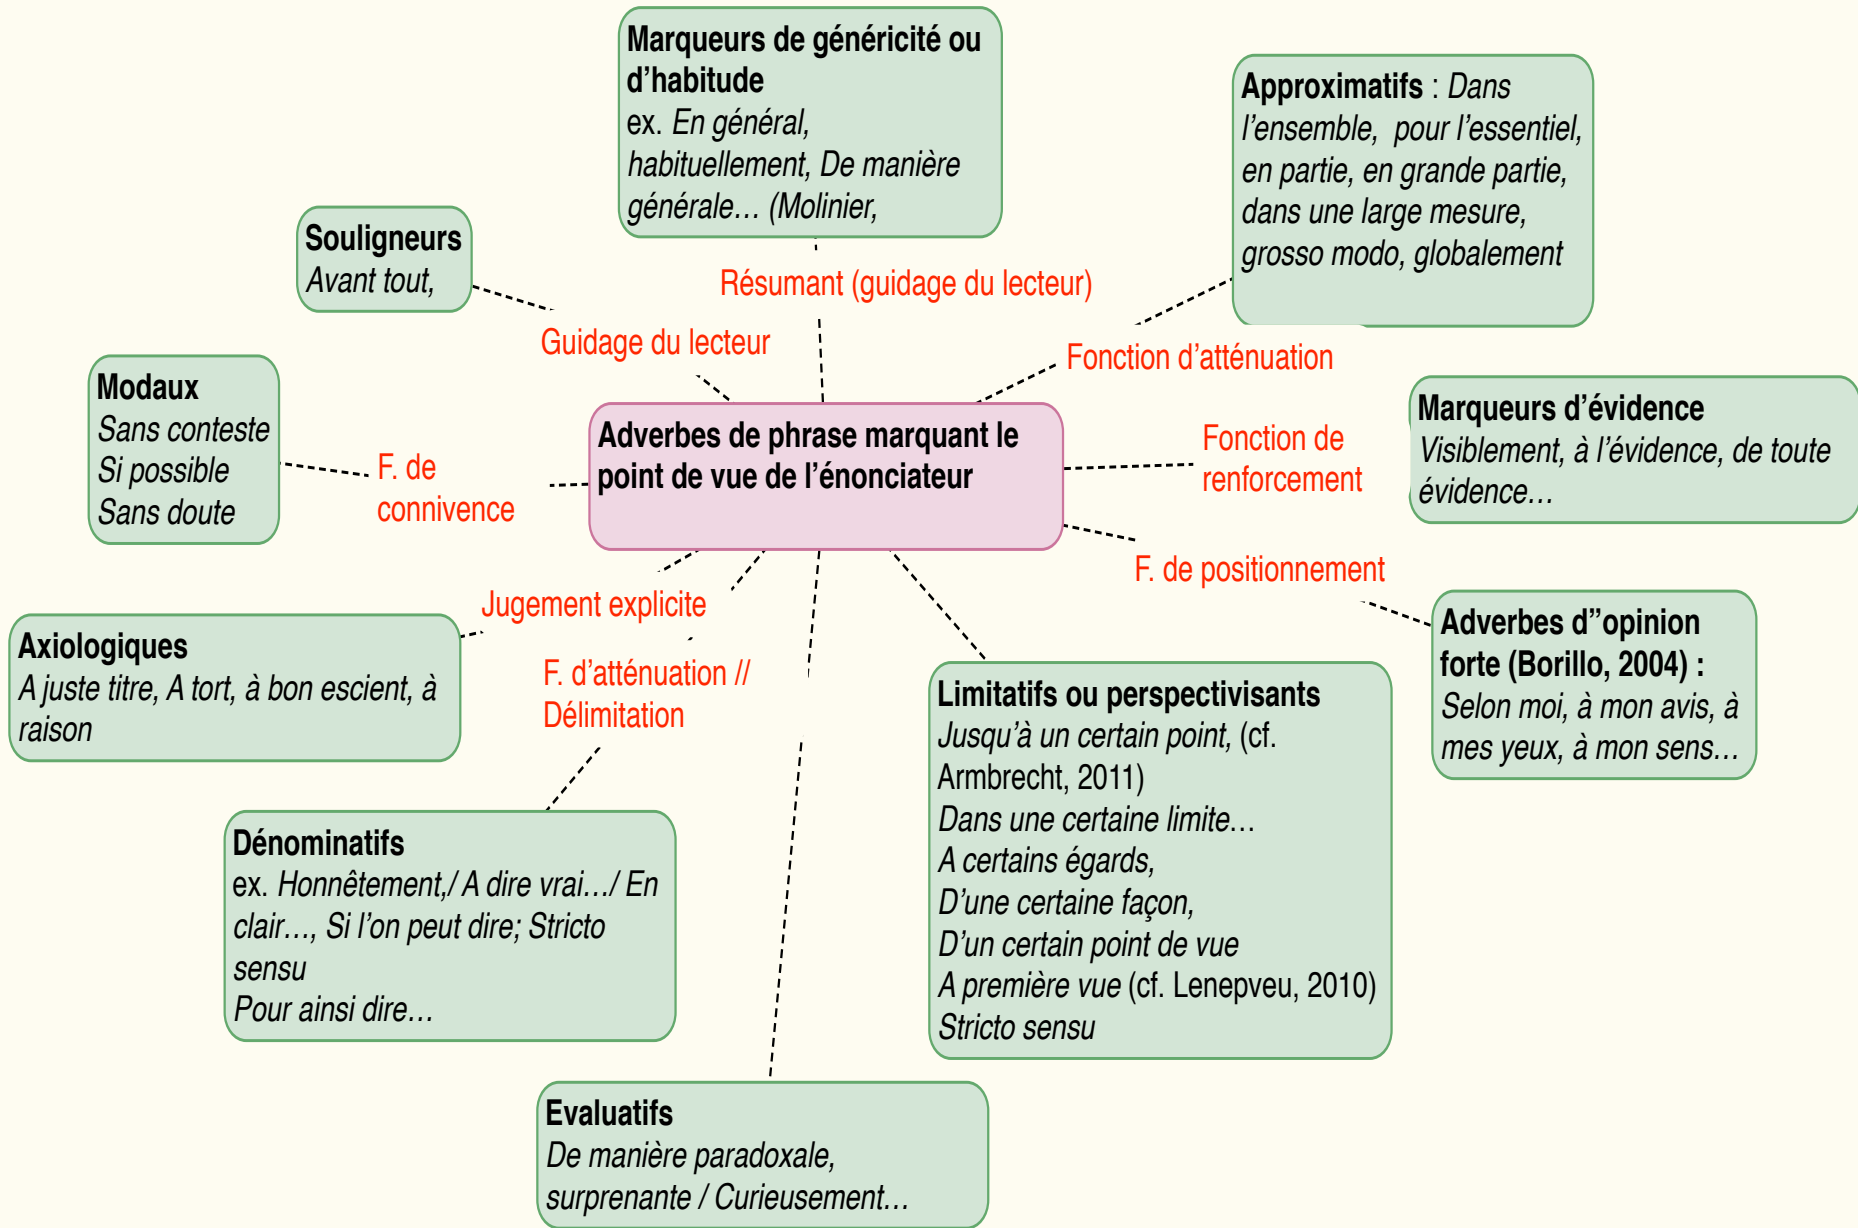 Marqueurs de généricité ou
d’habitude
ex. En général,
habituellement, De manière
générale… (Molinier,
Approximatifs : Dans
l’ensemble, pour l’essentiel,
en partie, en grande partie,
dans une large mesure,
grosso modo, globalement
Souligneurs
Avant tout,
Résumant (guidage du lecteur)
Guidage du lecteur
Fonction d’atténuation
Modaux
Sans conteste
Si possible
Sans doute
F. de
connivence
Adverbes de phrase marquant le
point de vue de l’énonciateur
Fonction de
renforcement
Marqueurs d’évidence
Visiblement, à l’évidence, de toute
évidence…
F. de positionnement
Adverbes d’’opinion
forte (Borillo, 2004) :
Selon moi, à mon avis, à
mes yeux, à mon sens…
Jugement explicite
Axiologiques
A juste titre, A tort, à bon escient, à
raison
F. d’atténuation //
Délimitation
Limitatifs ou perspectivisants
Jusqu’à un certain point, (cf.
Armbrecht, 2011)
Dans une certaine limite…
A certains égards,
D’une certaine façon,
D’un certain point de vue
A première vue (cf. Lenepveu, 2010)
Stricto sensu
Dénominatifs
ex. Honnêtement,/ A dire vrai…/ En
clair…, Si l’on peut dire; Stricto
sensu
Pour ainsi dire…
Evaluatifs
De manière paradoxale,
surprenante / Curieusement…